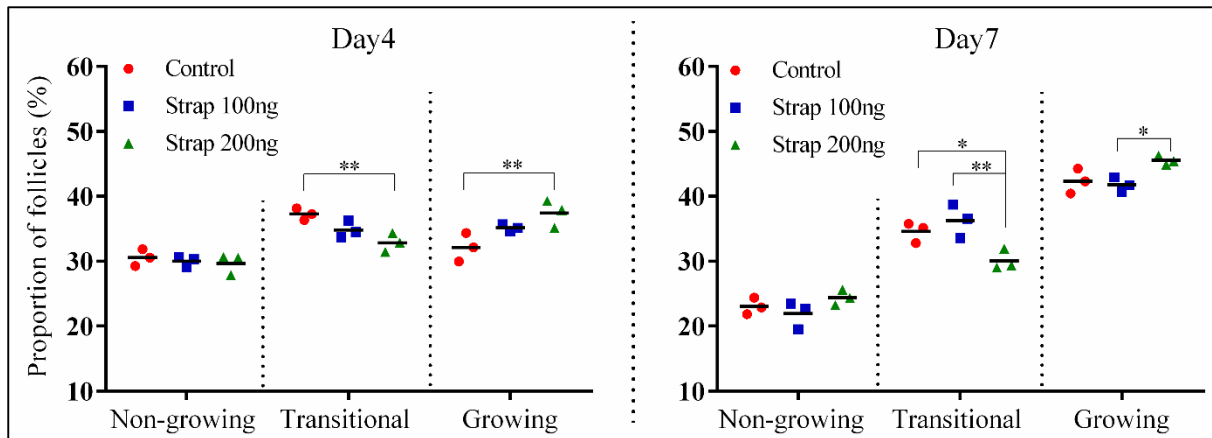 Day4
Proportion of follicles (%)
60
50
40
30
20
10
Control
Strap 100ng
Strap 200ng
**
**
Non-growing
Transitional
Growing
Day7
60
50
40
30
20
10
Control
Strap 100ng
Strap 200ng
*
**
*
Non-growing
Transitional
Growing